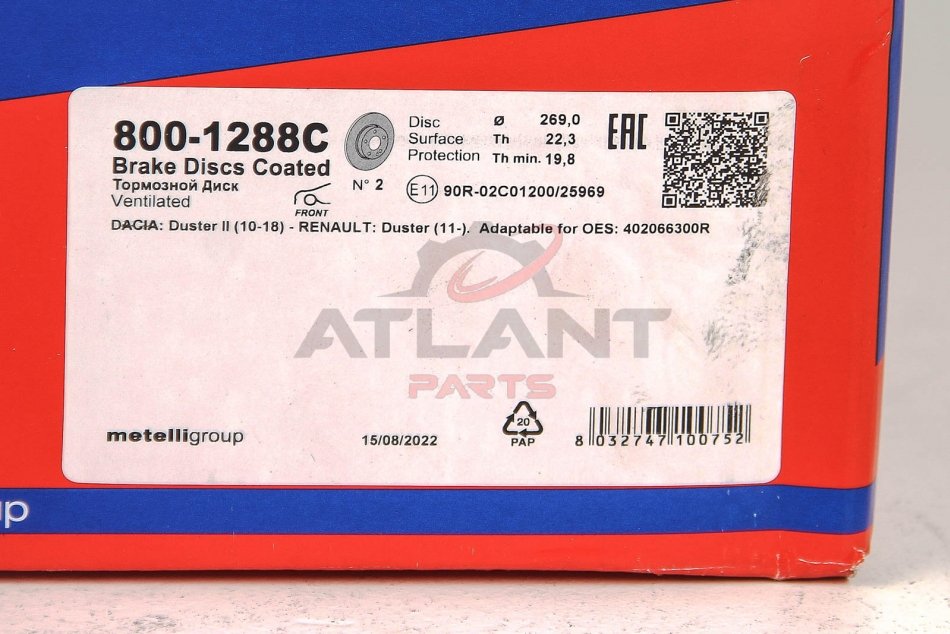 800-1288C
Brake Discs Coated
Тормозной Диск
Ventilated
FRONT
N° 2
Disc Ø 269,0
Surface Th 22,3
Protection Th min. 19,8
EAC
E11 90R-02C01200/25969
DACIA: Duster II (10-18) - RENAULT: Duster (11-). Adaptable for OES: 402066300R
ATLANT
PARTS
metelligroup
15/08/2022
20
PAP
8 032747 100752
up